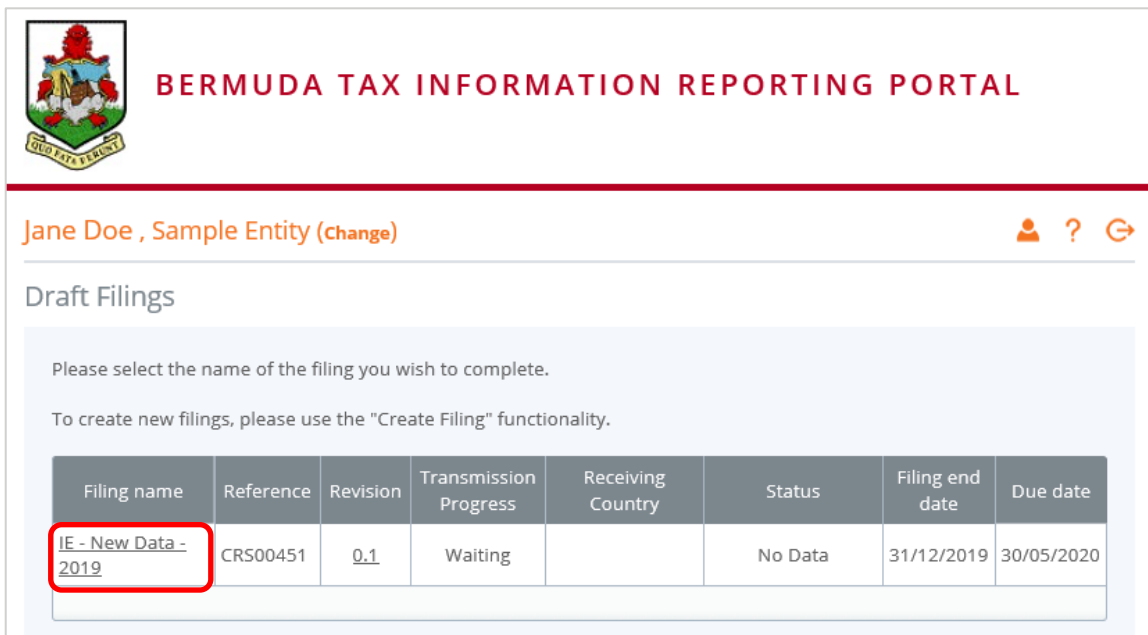 BERMUDA TAX INFORMATION REPORTING PORTAL
QUO FATA FERUNT
Jane Doe , Sample Entity (Change)
?
Draft Filings
Please select the name of the filing you wish to complete.
To create new filings, please use the "Create Filing" functionality.
Filing name Reference Revision Transmission Progress Receiving Country Status Filing end date Due date
IE - New Data - 2019 CRS00451 0.1 Waiting No Data 31/12/2019 30/05/2020